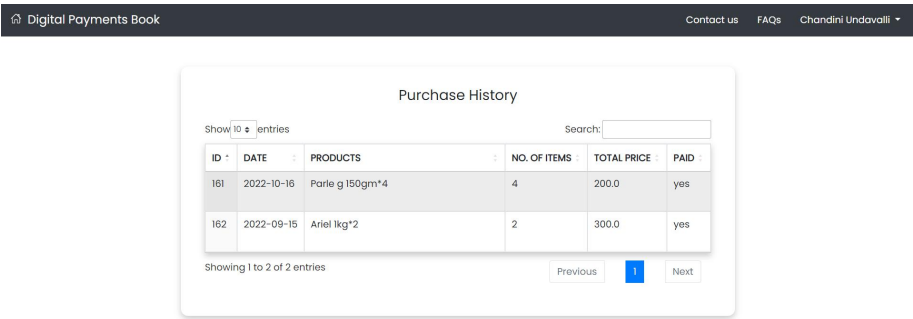 Digital Payments Book Contact us FAQs Chandini Undavalli
Purchase History
Show 10 entries Search:
ID DATE PRODUCTS NO. OF ITEMS TOTAL PRICE PAID
161 2022-10-16 Parle g 150gm*4 4 200.0 yes
162 2022-09-15 Ariel 1kg*2 2 300.0 yes
Showing 1 to 2 of 2 entries Previous 1 Next